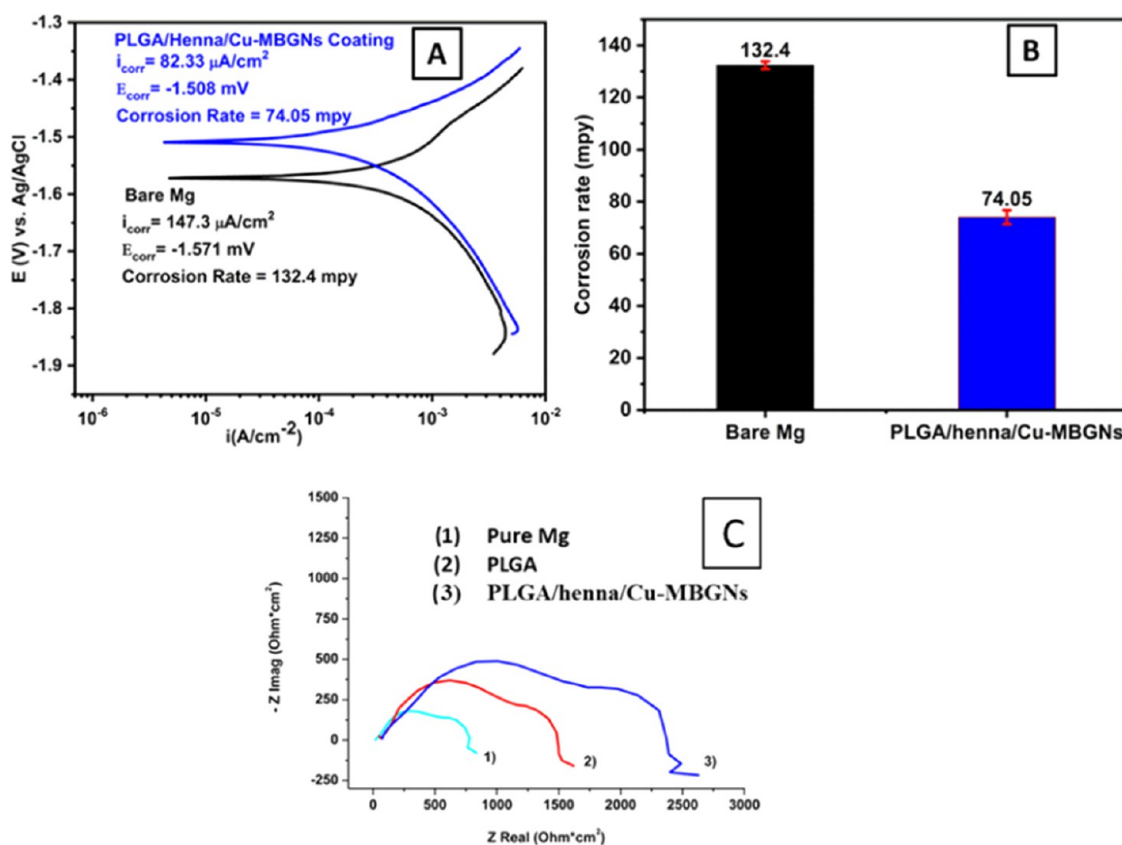 A
PLGA/Henna/Cu-MBGNs Coating
i_corr= 82.33 µA/cm²
E_corr= -1.508 mV
Corrosion Rate = 74.05 mpy
Bare Mg
i_corr= 147.3 µA/cm²
E_corr= -1.571 mV
Corrosion Rate = 132.4 mpy
E (V) vs. Ag/AgCl
-1.3
-1.4
-1.5
-1.6
-1.7
-1.8
-1.9
10⁻⁶
10⁻⁵
10⁻⁴
10⁻³
10⁻²
i(A/cm⁻²)
B
Corrosion rate (mpy)
140
120
100
80
60
40
20
0
132.4
74.05
Bare Mg
PLGA/henna/Cu-MBGNs
C
(1) Pure Mg
(2) PLGA
(3) PLGA/henna/Cu-MBGNs
- Z Imag (Ohm*cm²)
1500
1250
1000
750
500
250
0
-250
1)
2)
3)
0
500
1000
1500
2000
2500
3000
Z Real (Ohm*cm²)